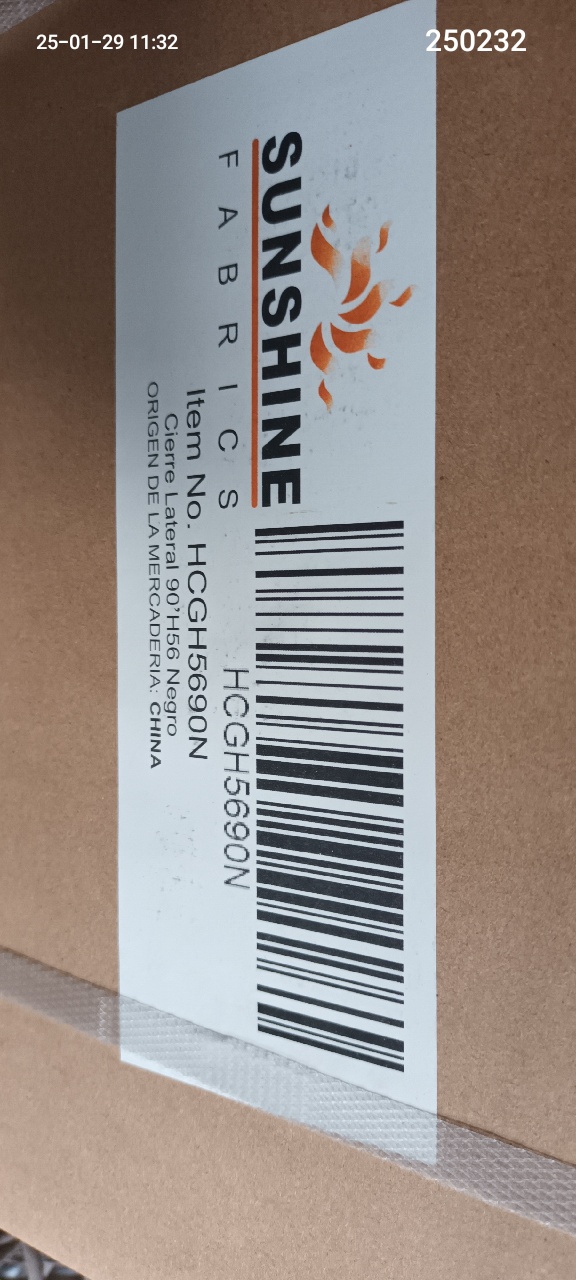 25-01-29 11:32
250232
SUNSHINE
FABRICS
HCGH5690N
Item No. HCGH5690N
Cierre Lateral 90'H56 Negro
ORIGEN DE LA MERCADERIA: CHINA